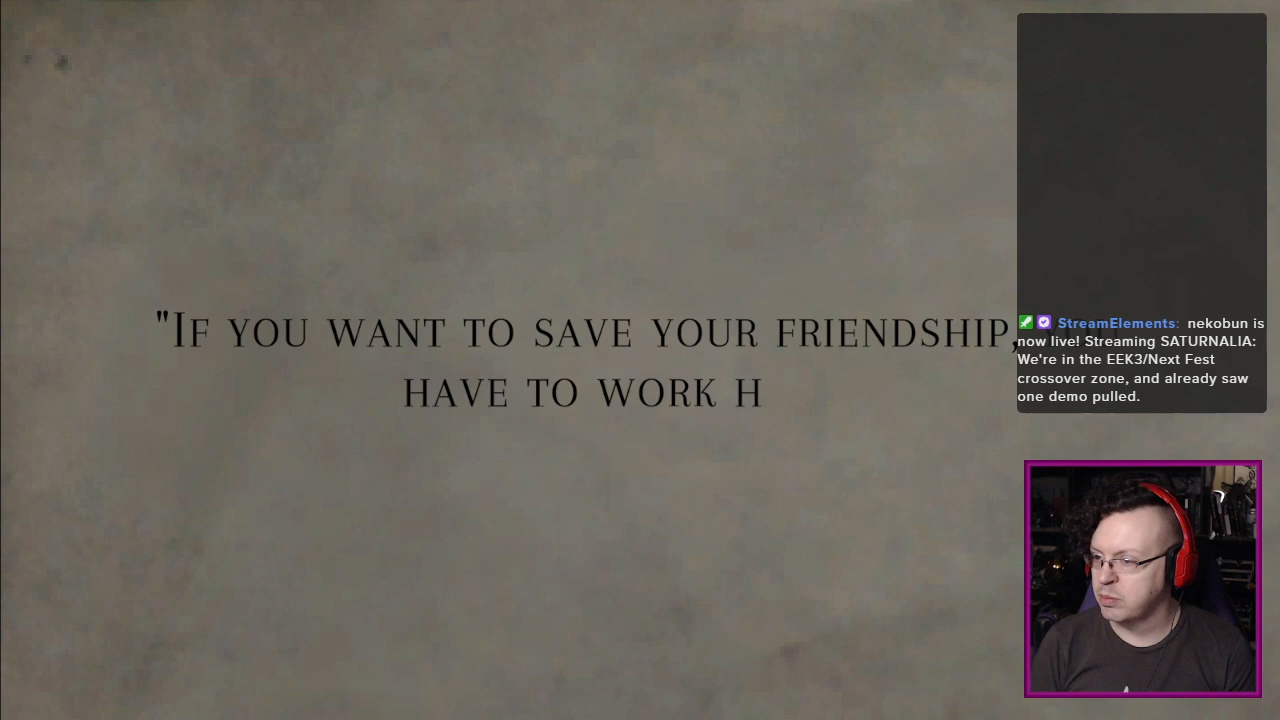 "If you want to save your friendship,
have to work h
StreamElements: nekobun is
now live! Streaming SATURNALIA:
We're in the EEK3/Next Fest
crossover zone, and already saw
one demo pulled.